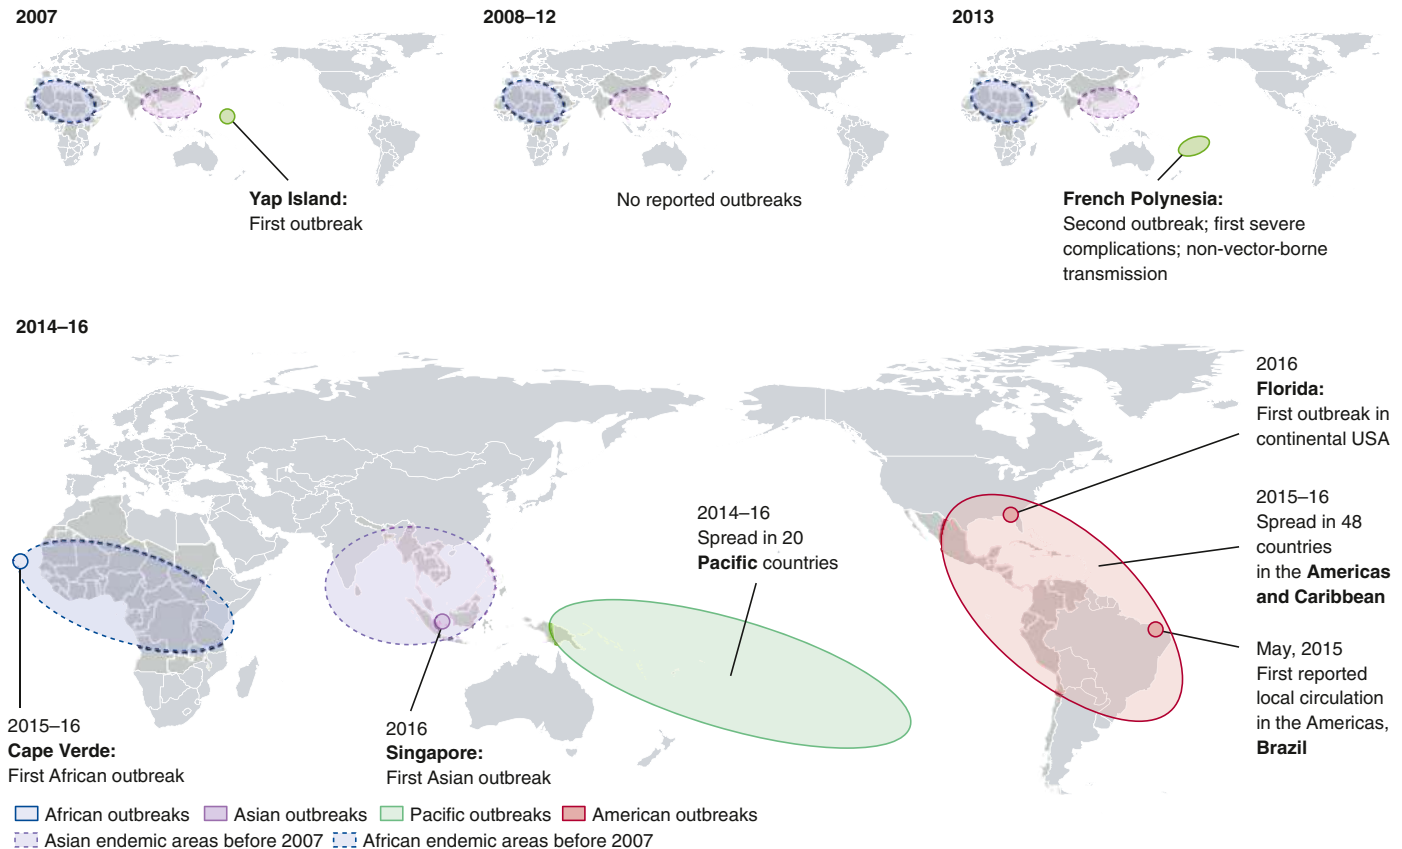 2007
2008–12
2013
Yap Island:
First outbreak
No reported outbreaks
French Polynesia:
Second outbreak; first severe
complications; non-vector-borne
transmission
2014–16
2016
Florida:
First outbreak in
continental USA
2015–16
Spread in 48
countries
in the Americas
and Caribbean
2014–16
Spread in 20
Pacific countries
May, 2015
First reported
local circulation
in the Americas,
Brazil
2015–16
Cape Verde:
First African outbreak
2016
Singapore:
First Asian outbreak
African outbreaks
Asian outbreaks
Pacific outbreaks
American outbreaks
Asian endemic areas before 2007
African endemic areas before 2007